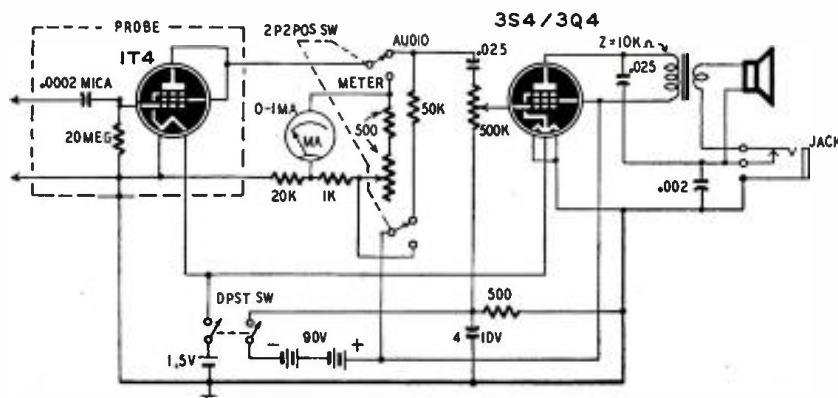 3S4/3Q4
PROBE
2P2POS SW
AUDIO
Z=10KΩ
1T4
.0002 MICA
METER
.025
.025
0-1MA
50K
500K
500
MA
20MEG
JACK
20K
1K
.002
DPST SW
500
- 90V +
4
10V
1.5V